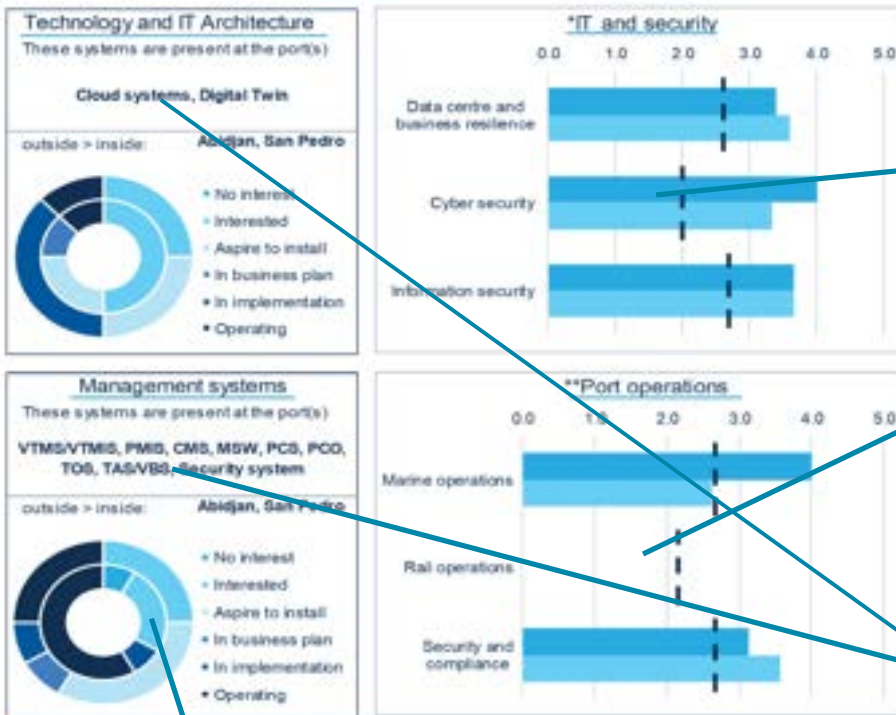 Technology and IT Architecture
These systems are present at the port(s)
Cloud systems, Digital Twin
outside > inside: Abidjan, San Pedro
• No interest
• Interested
• Aspire to install
• In business plan
• In implementation
• Operating
*IT and security
0.0 1.0 2.0 3.0 4.0 5.0
Data centre and
business resilience
Cyber security
Information security
Management systems
These systems are present at the port(s)
VTMS/VTMIS, PMIS, CMS, MSW, PCS, PCO,
TOS, TAS/VBS, Security system
outside > inside: Abidjan, San Pedro
• No interest
• Interested
• Aspire to install
• In business plan
• In implementation
• Operating
**Port operations
0.0 1.0 2.0 3.0 4.0 5.0
Marine operations
Rail operations
Security and
compliance